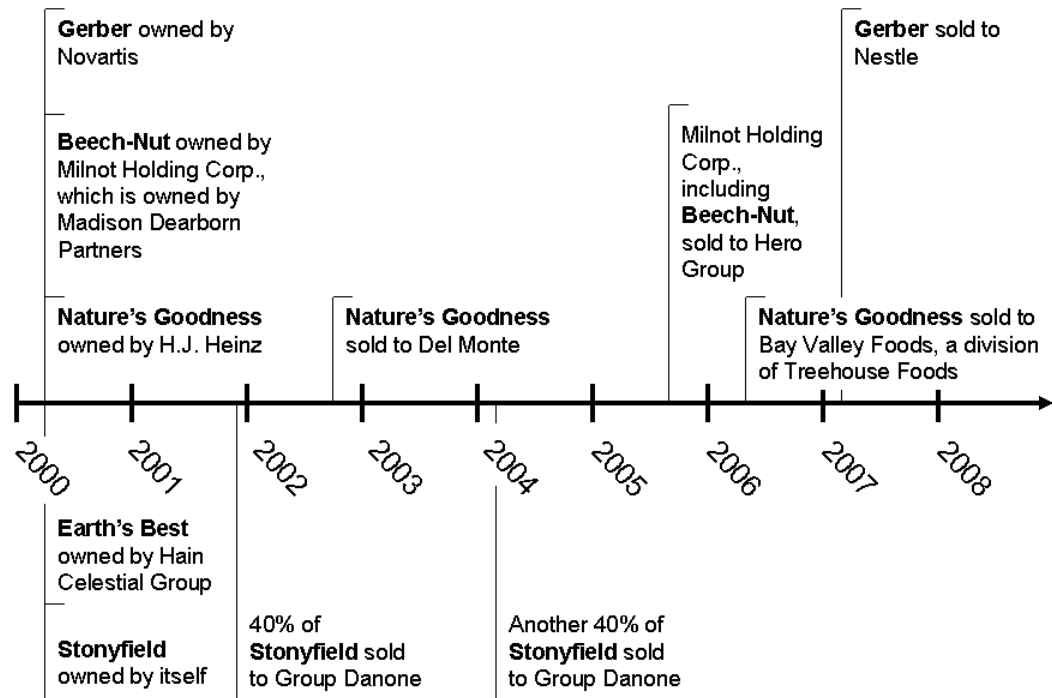 Gerber owned by
Novartis
Gerber sold to
Nestle
Beech-Nut owned by
Milnot Holding Corp.,
which is owned by
Madison Dearborn
Partners
Milnot Holding
Corp.,
including
Beech-Nut,
sold to Hero
Group
Nature's Goodness
owned by H.J. Heinz
Nature's Goodness
sold to Del Monte
Nature's Goodness sold to
Bay Valley Foods, a division
of Treehouse Foods
2000
2001
2002
2003
2004
2005
2006
2007
2008
Earth's Best
owned by Hain
Celestial Group
Stonyfield
owned by itself
40% of
Stonyfield sold
to Group Danone
Another 40% of
Stonyfield sold
to Group Danone